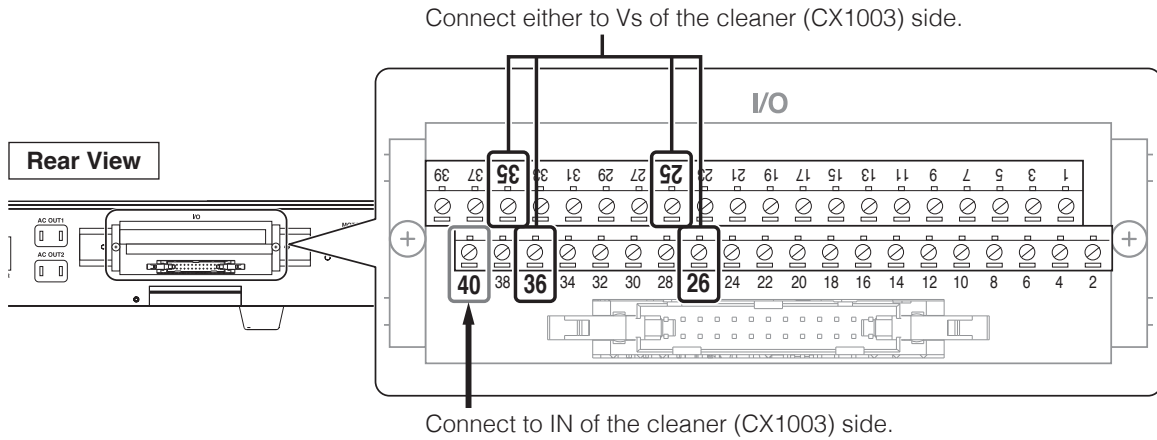 Connect either to Vs of the cleaner (CX1003) side.
I/O
Rear View
39 37 35 33 31 29 27 25 23 21 19 17 15 13 11 9 7 5 3 1
AC OUT1
I/O
AC OUT2
40 38 36 34 32 30 28 26 24 22 20 18 16 14 12 10 8 6 4 2
Connect to IN of the cleaner (CX1003) side.